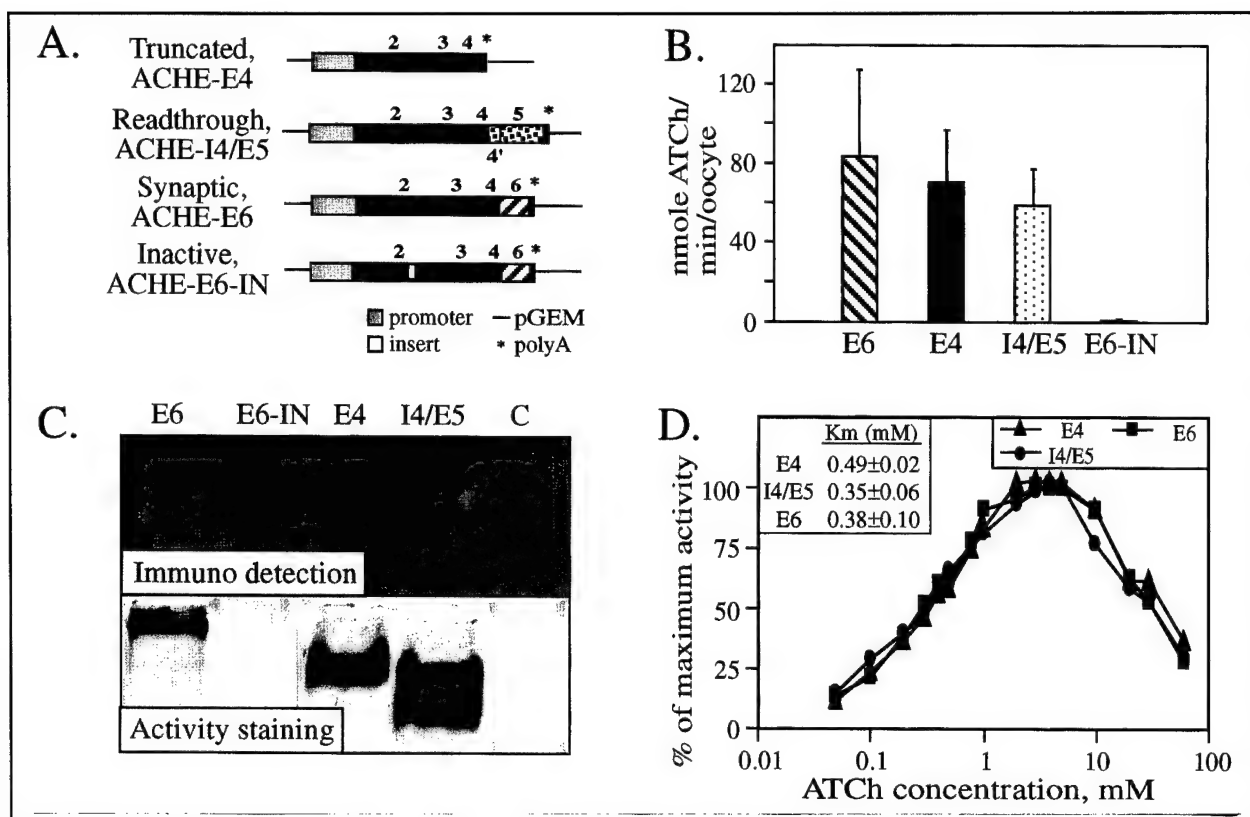 A.
2 3 4 *
Truncated,
ACHE-E4
2 3 4 5 *
Readthrough,
ACHE-I4/E5
4'
2 3 4 6 *
Synaptic,
ACHE-E6
2 3 4 6 *
Inactive,
ACHE-E6-IN
promoter — pGEM
insert * polyA
B.
nmole ATCh/
min/oocyte
120
80
40
0
E6 E4 I4/E5 E6-IN
C.
E6 E6-IN E4 I4/E5 C
Immuno detection
Activity staining
D.
Km (mM)
E4 0.49±0.02
I4/E5 0.35±0.06
E6 0.38±0.10
E4 E6
I4/E5
% of maximum activity
100
75
50
25
0
0.01 0.1 1 10 100
ATCh concentration, mM